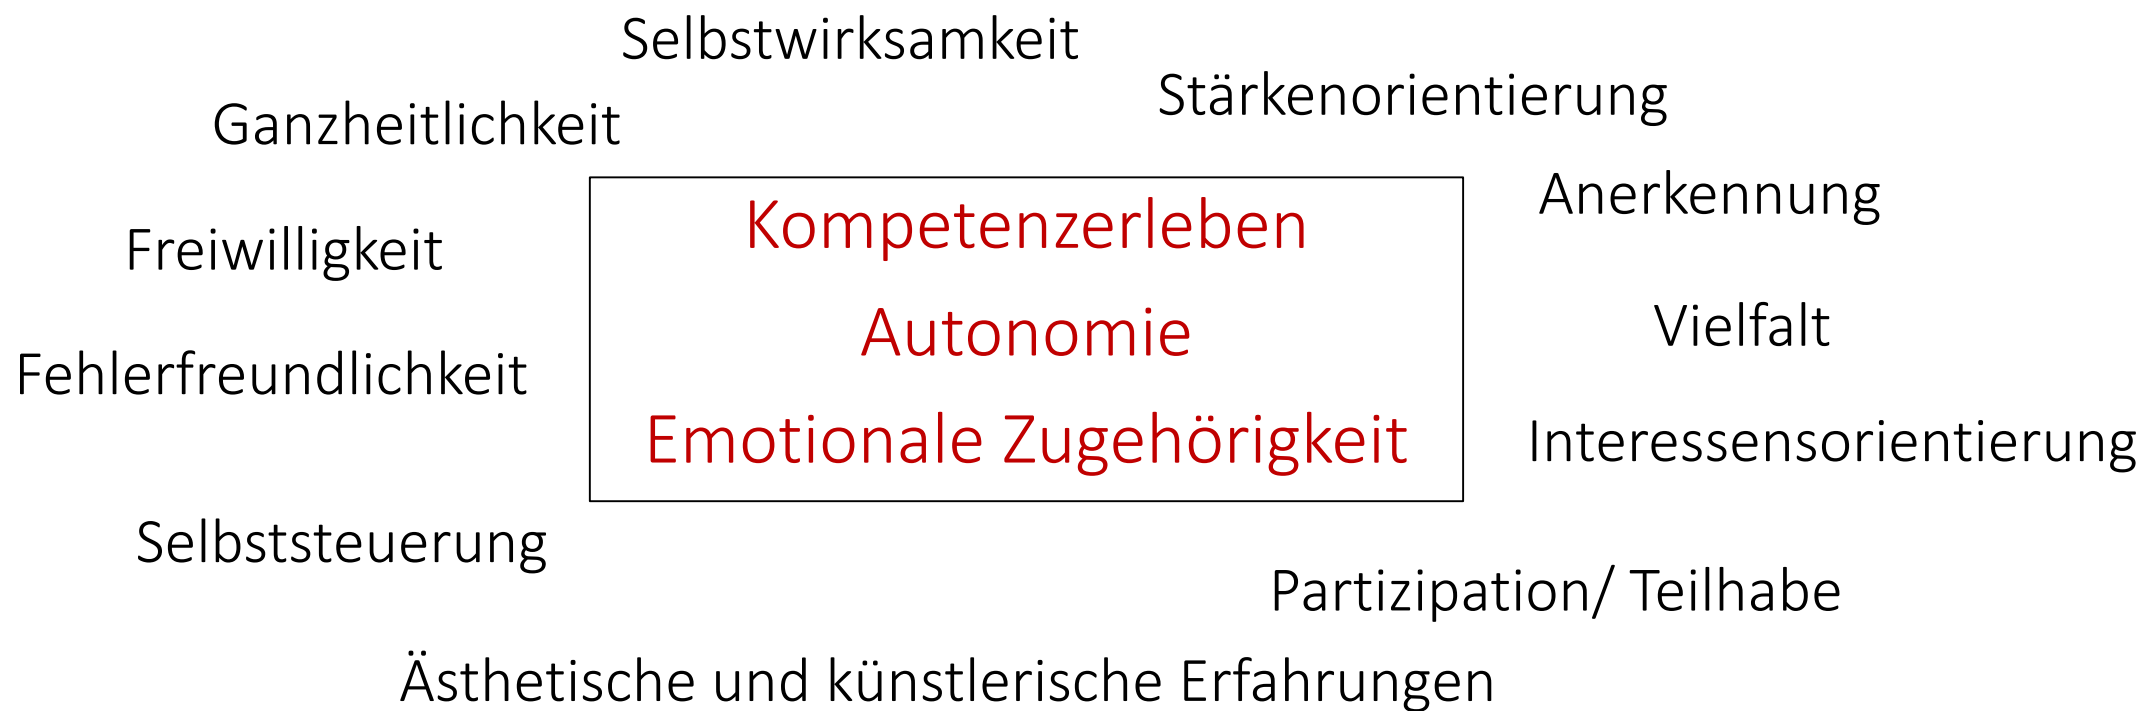 Selbstwirksamkeit
Stärkenorientierung
Ganzheitlichkeit
Anerkennung
Kompetenzerleben
Freiwilligkeit
Autonomie
Vielfalt
Fehlerfreundlichkeit
Emotionale Zugehörigkeit
Interessensorientierung
Selbststeuerung
Partizipation/ Teilhabe
Ästhetische und künstlerische Erfahrungen